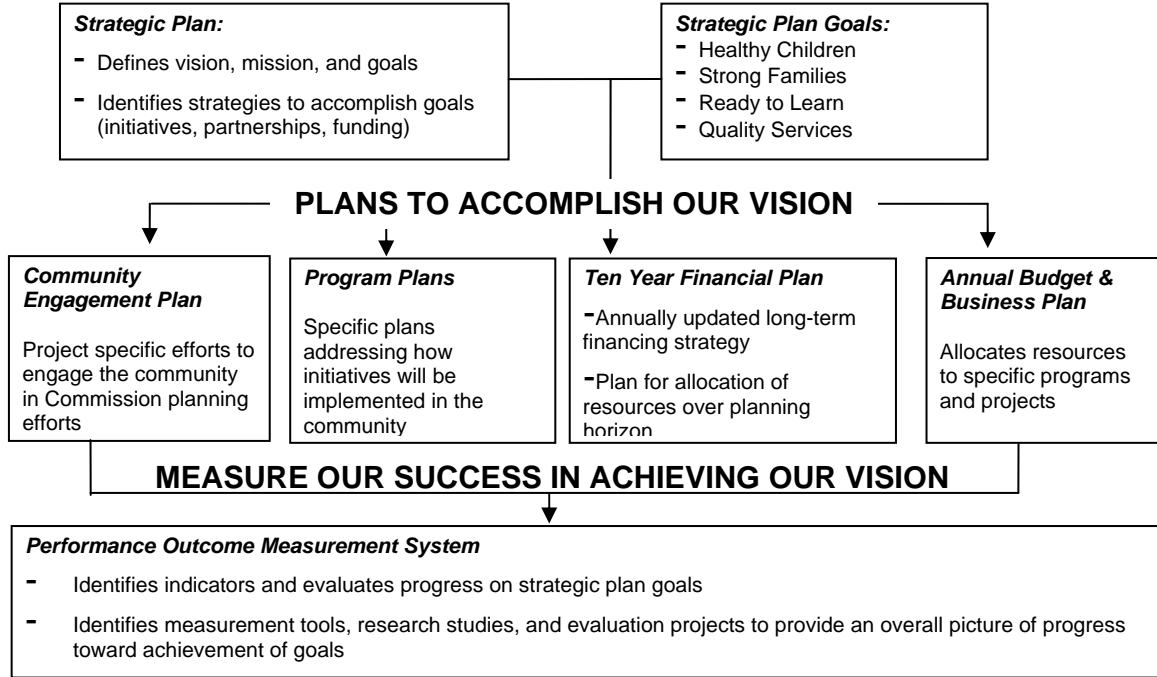 Strategic Plan:
- Defines vision, mission, and goals
- Identifies strategies to accomplish goals
(initiatives, partnerships, funding)
Strategic Plan Goals:
- Healthy Children
- Strong Families
- Ready to Learn
- Quality Services
PLANS TO ACCOMPLISH OUR VISION
Community
Engagement Plan
Project specific efforts to
engage the community
in Commission planning
efforts
Program Plans
Specific plans
addressing how
initiatives will be
implemented in the
community
Ten Year Financial Plan
-Annually updated long-term
financing strategy
-Plan for allocation of
resources over planning
horizon
Annual Budget &
Business Plan
Allocates resources
to specific programs
and projects
MEASURE OUR SUCCESS IN ACHIEVING OUR VISION
Performance Outcome Measurement System
- Identifies indicators and evaluates progress on strategic plan goals
- Identifies measurement tools, research studies, and evaluation projects to provide an overall picture of progress
toward achievement of goals